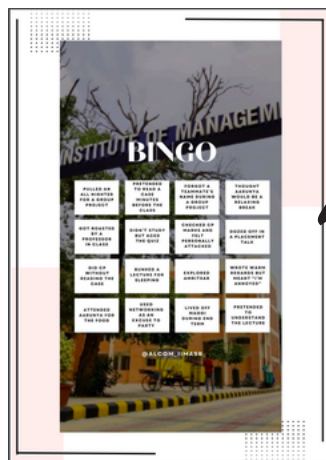 INSTITUTE OF MANAGEM
BINGO
PULLED AN
ALL NIGHTER
FOR A GROUP
PROJECT
PRETENDED
TO READ A
CASE
MINUTES
BEFORE THE
CLASS
FORGOT A
TEAMMATE'S
NAME DURING
A GROUP
PROJECT
THOUGHT
AARUNYA
WOULD BE A
RELAXING
BREAK
GOT ROASTED
BY A
PROFESSOR
IN CLASS
DIDN'T STUDY
BUT ACED
THE QUIZ
CHECKED CP
MARKS AND
FELT
PERSONALLY
ATTACKED
DOZED OFF IN
A PLACEMENT
TALK
DID CP
WITHOUT
READING THE
CASE
BUNKED A
LECTURE FOR
SLEEPING
EXPLORED
AMRITSAR
WROTE WARM
REGARDS BUT
MEANT "I'M
ANNOYED"
ATTENDED
AARUNYA FOR
THE FOOD
USED
NETWORKING
AS AN
EXCUSE TO
PARTY
LIVED OFF
MAGGI
DURING END
TERM
PRETENDED
TO
UNDERSTAND
THE LECTURE
@ALCOM_IIMASR